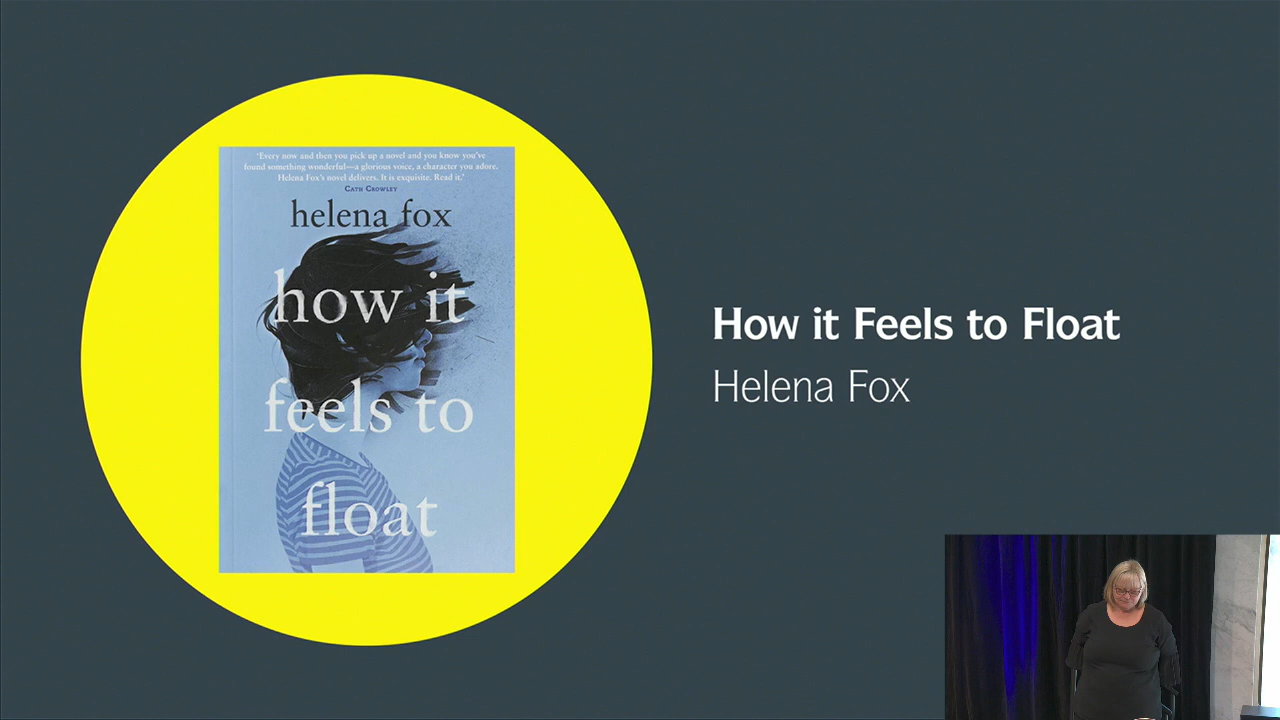 'Every now and then you pick up a novel and you know you've
found something wonderful—a glorious voice, a character you adore.
Helena Fox's novel delivers. It is exquisite. Read it.'
CATH CROWLEY
helena fox
how it
feels to
float
How it Feels to Float
Helena Fox